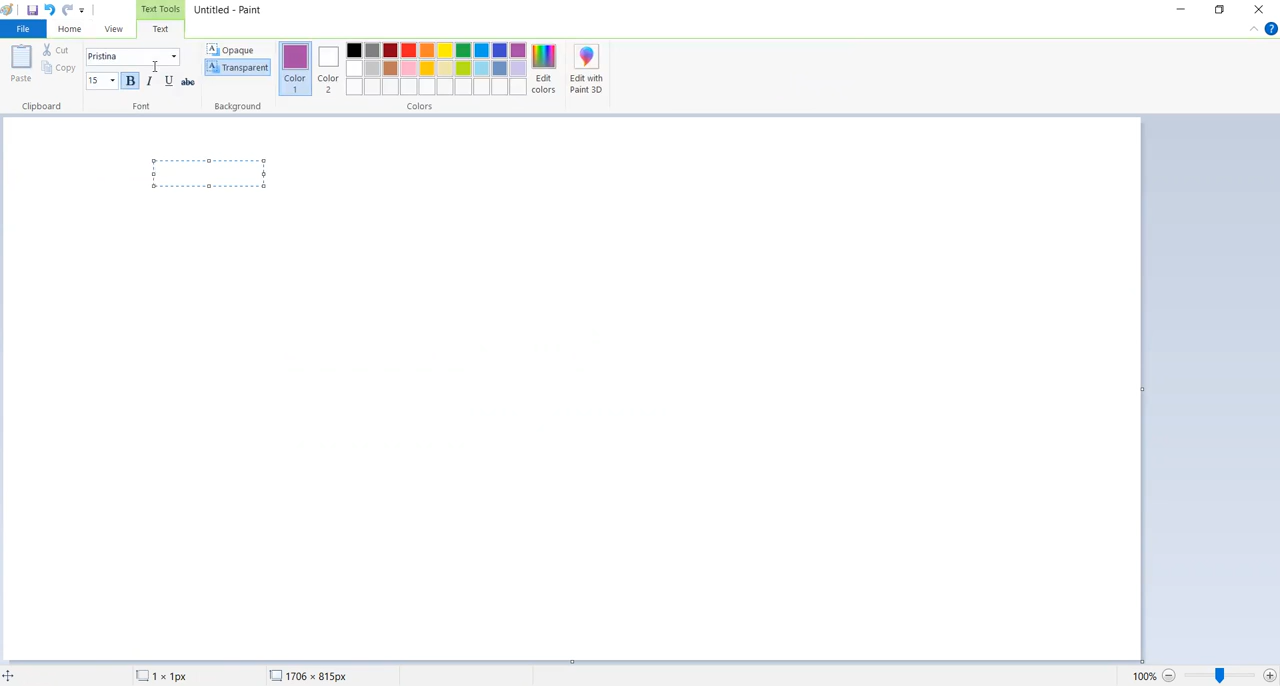 Text Tools Untitled - Paint
File Home View Text
Paste Cut Copy Pristina 15 B I U abc Opaque Transparent Color 1 Color 2 Edit colors Edit with Paint 3D
Clipboard Font Background Colors
1 × 1px 1706 × 815px 100%